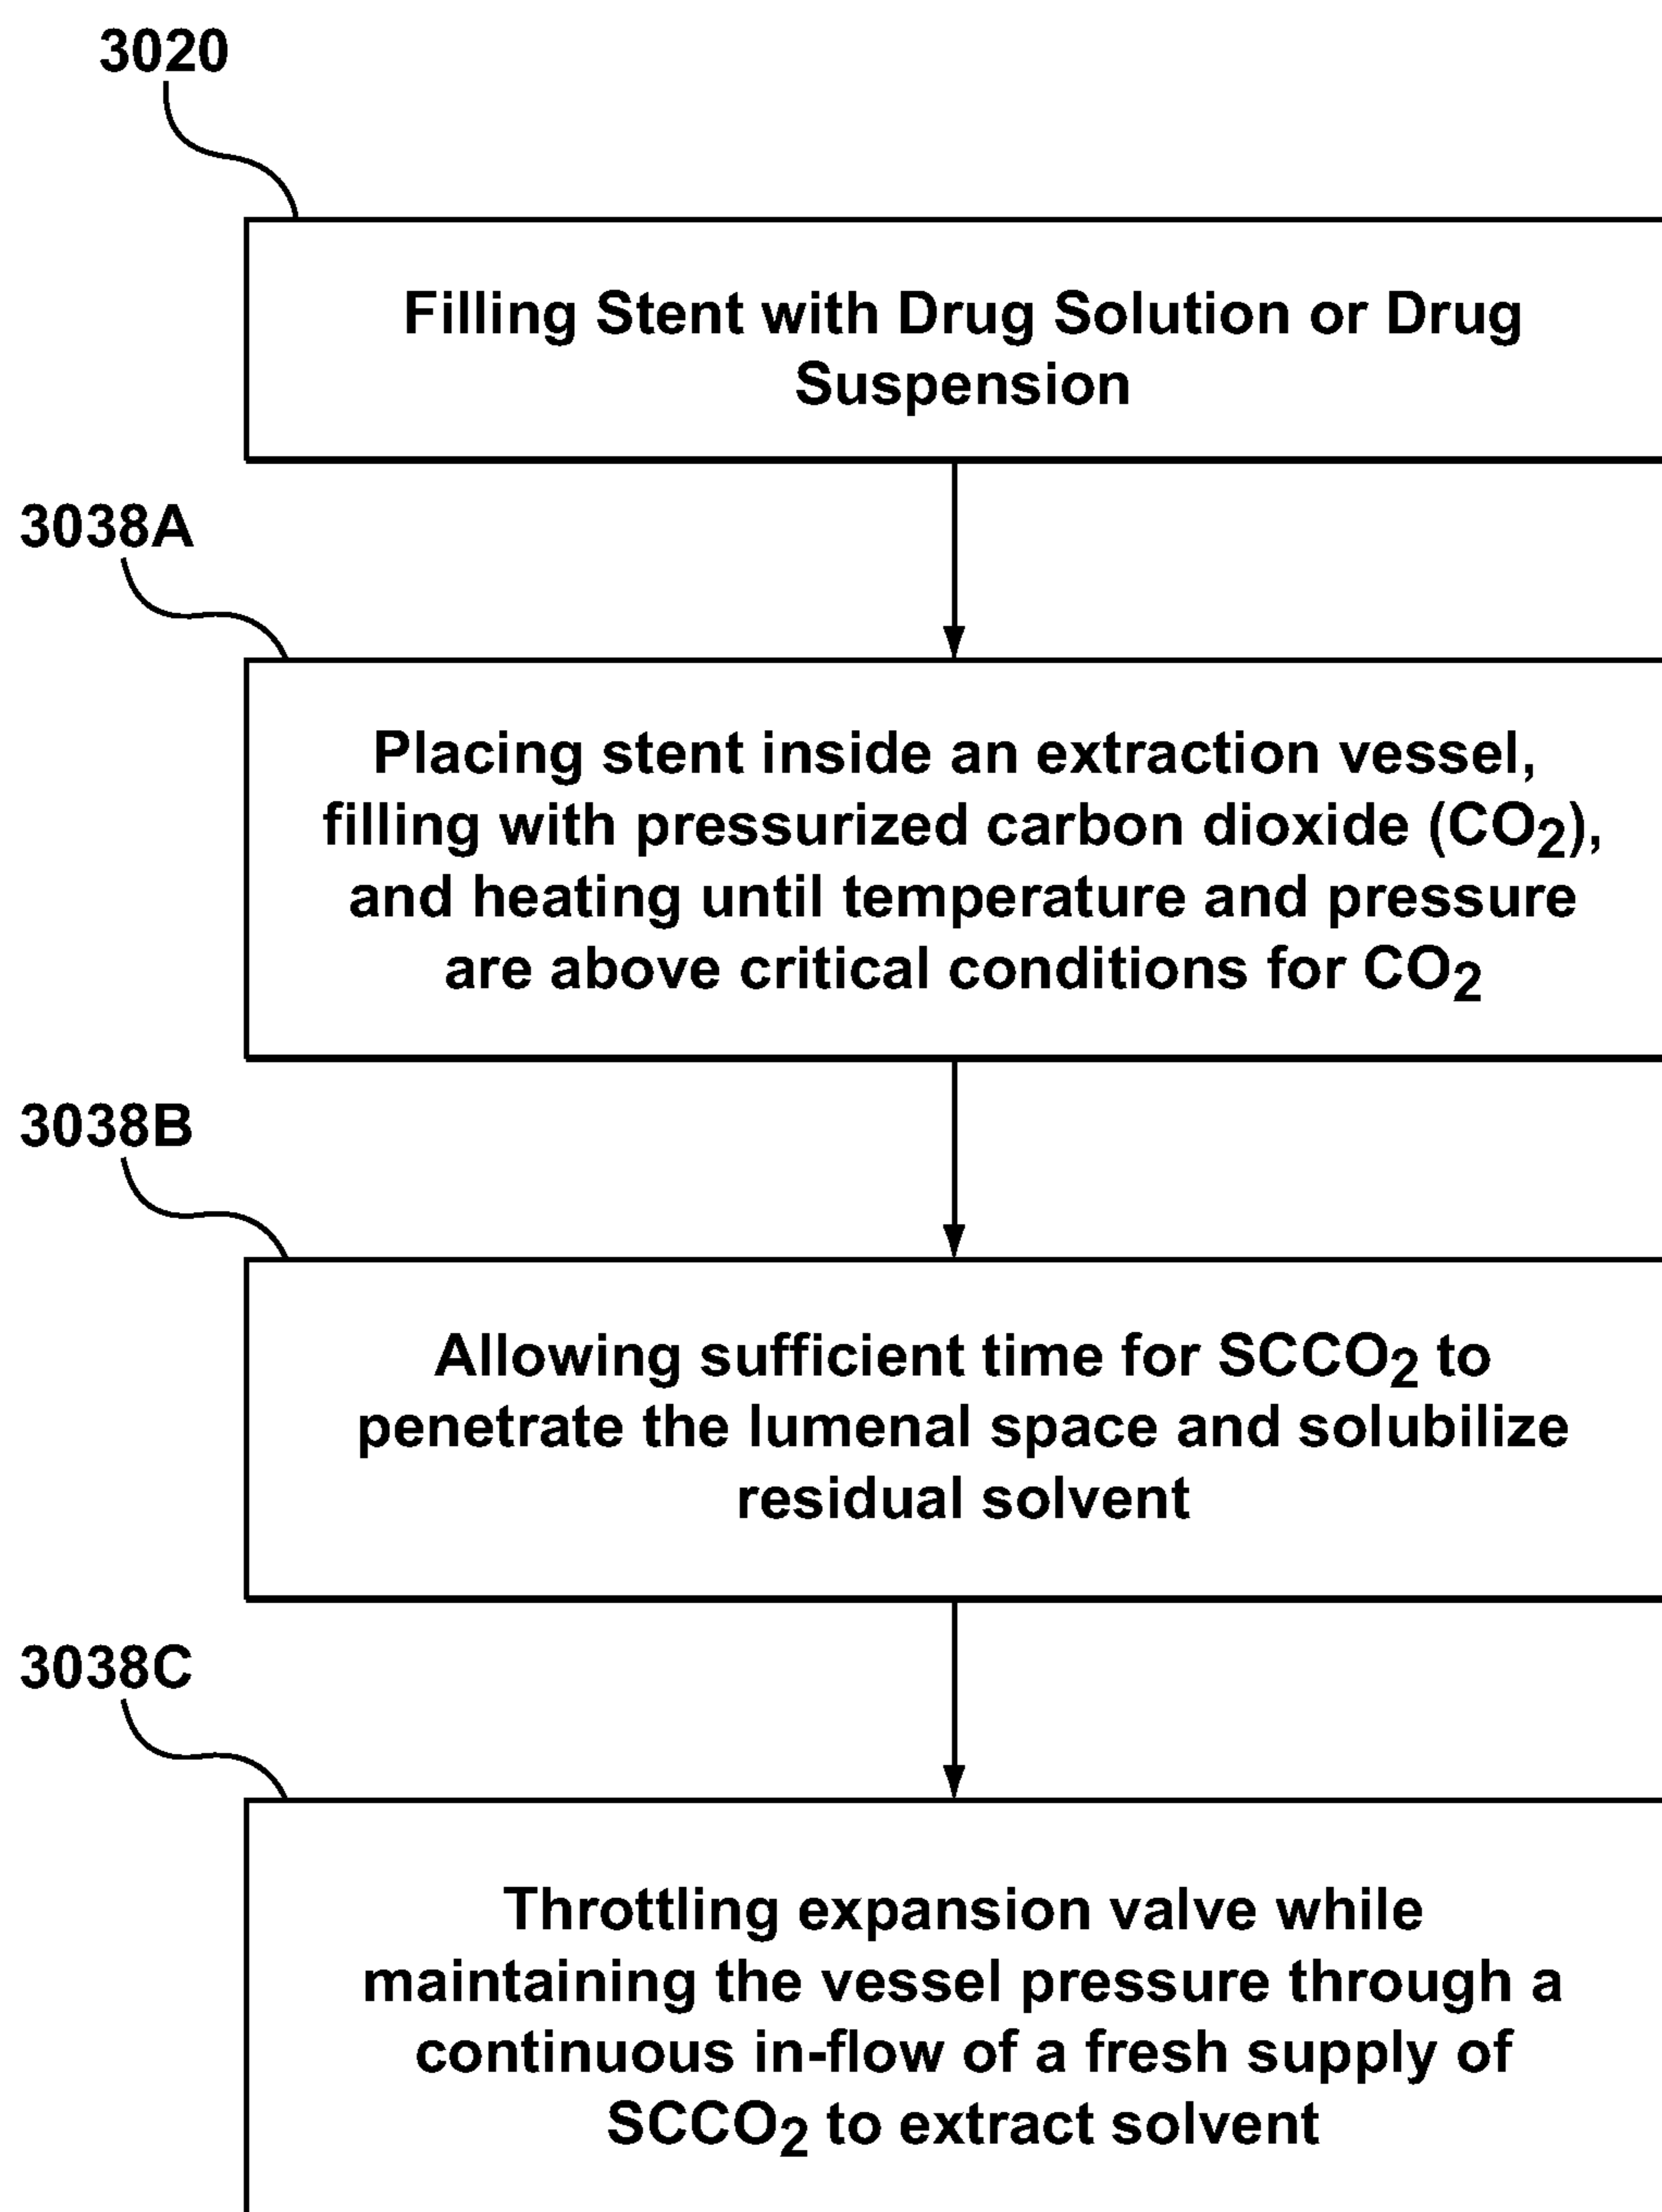 3020
Filling Stent with Drug Solution or Drug
Suspension
3038A
Placing stent inside an extraction vessel,
filling with pressurized carbon dioxide (CO₂),
and heating until temperature and pressure
are above critical conditions for CO₂
3038B
Allowing sufficient time for SCCO₂ to
penetrate the lumenal space and solubilize
residual solvent
3038C
Throttling expansion valve while
maintaining the vessel pressure through a
continuous in-flow of a fresh supply of
SCCO₂ to extract solvent